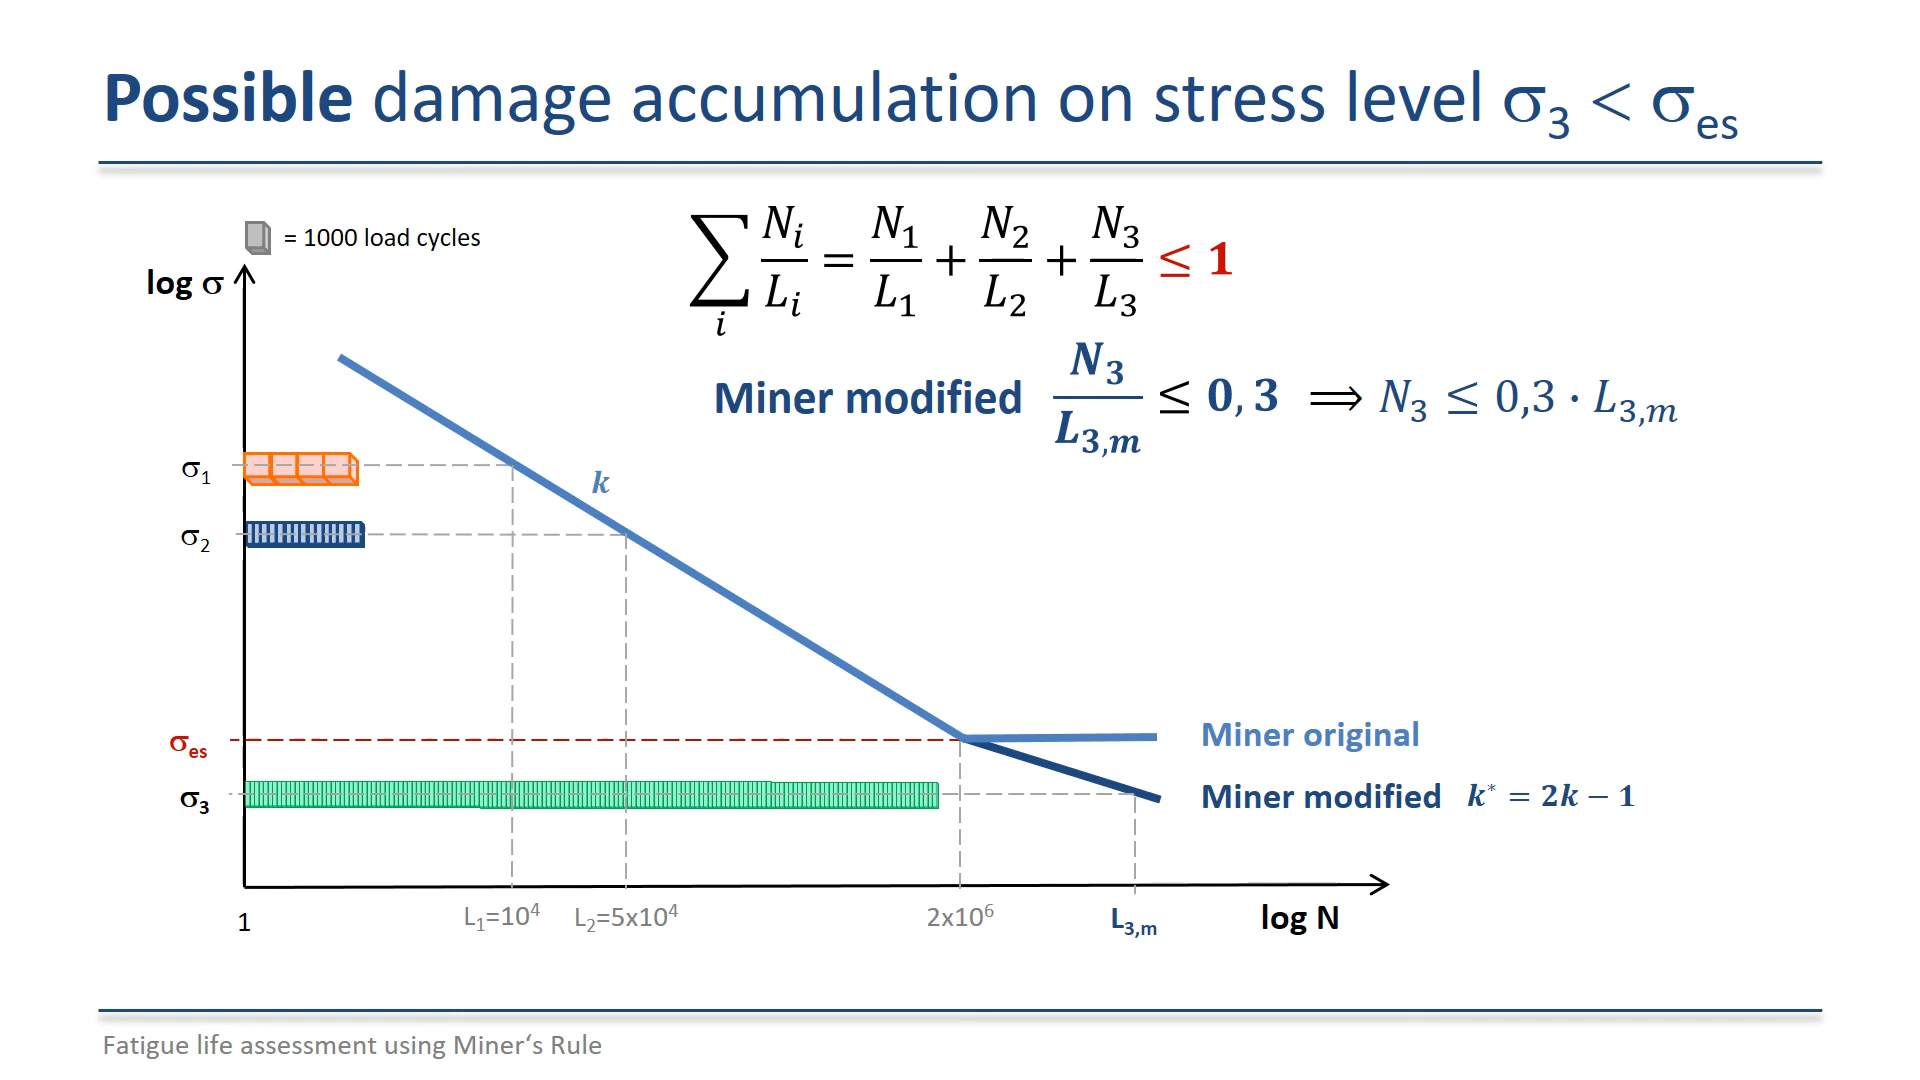 Possible damage accumulation on stress level σ₃ < σes
= 1000 load cycles
∑i Ni/Li = N₁/L₁ + N₂/L₂ + N₃/L₃ ≤ 1
log σ
Miner modified N₃/L₃,m ≤ 0,3 ⟹ N₃ ≤ 0,3 · L₃,m
σ₁
k
σ₂
σes
Miner original
σ₃
Miner modified k* = 2k − 1
1
L₁=10⁴
L₂=5x10⁴
2x10⁶
L₃,m
log N
Fatigue life assessment using Miner‘s Rule